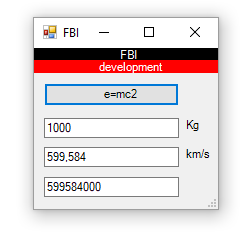 FBI
FBI
development
e=mc2
1000 Kg
599,584 km/s
599584000